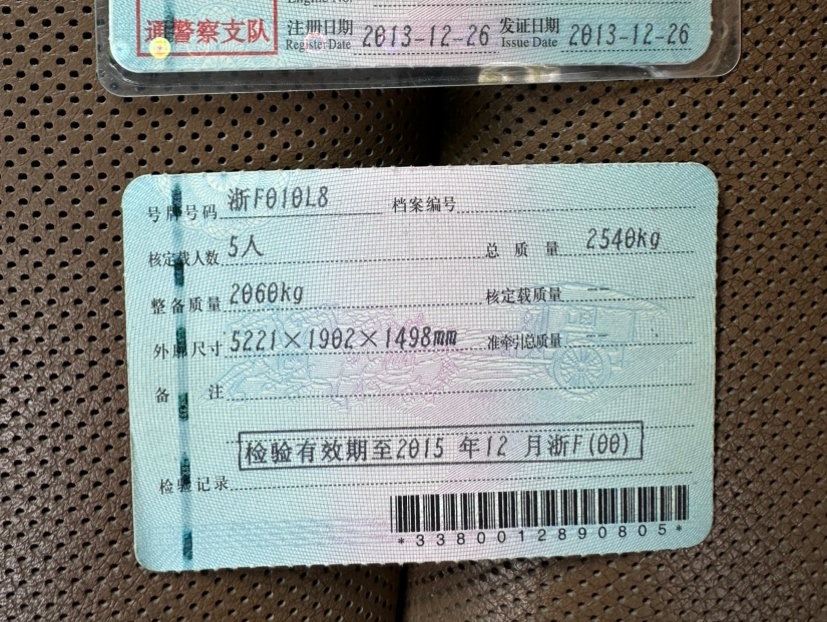 注册日期 2013-12-26 发证日期 2013-12-26
Register Date Issue Date
通警察支队
号牌号码 浙F010L8 档案编号
核定载人数 5人 总质量 2540kg
整备质量 2060kg 核定载质量 --
外廓尺寸 5221×1902×1498mm 准牵引总质量 --
备注
检验有效期至2015 年12 月浙F(00)
检验记录
*3380012890805*